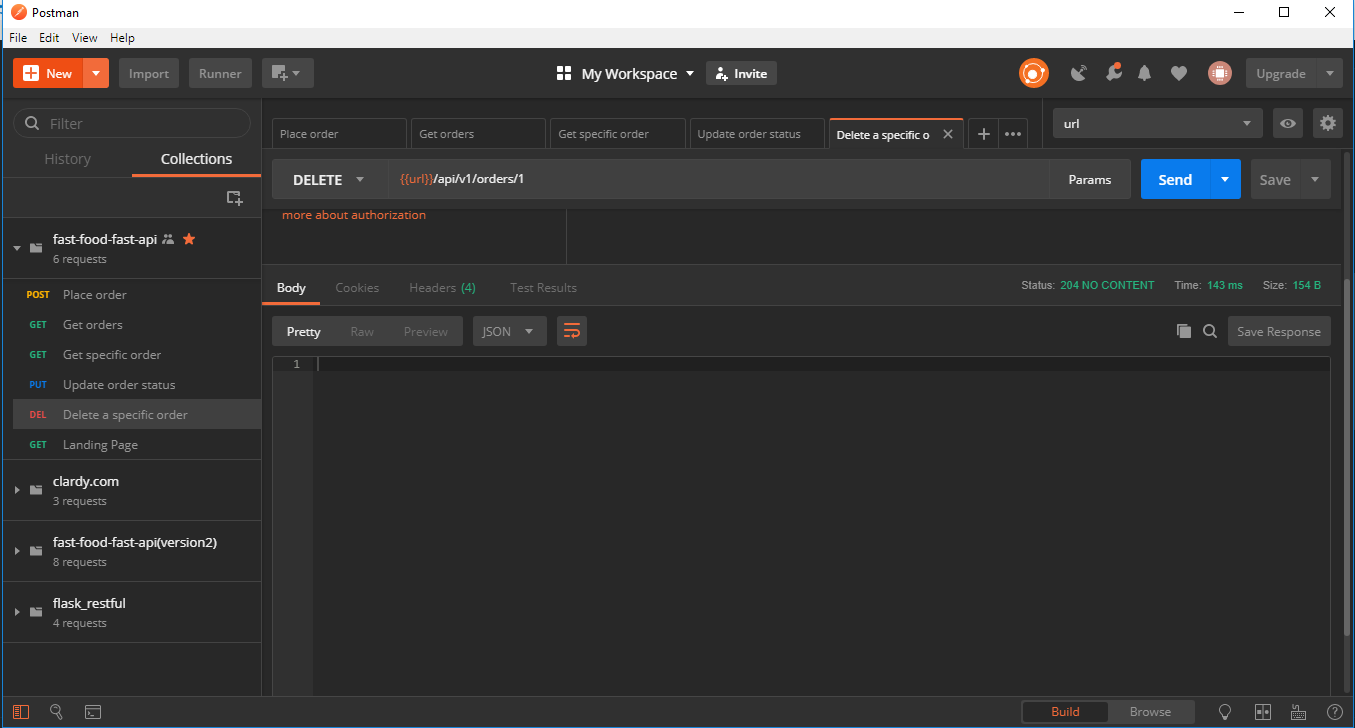 Postman
File Edit View Help
New Import Runner My Workspace Invite Upgrade
Filter
History Collections
fast-food-fast-api
6 requests
POST Place order
GET Get orders
GET Get specific order
PUT Update order status
DEL Delete a specific order
GET Landing Page
clardy.com
3 requests
fast-food-fast-api(version2)
8 requests
flask_restful
4 requests
Place order Get orders Get specific order Update order status Delete a specific o
url
DELETE {{url}}/api/v1/orders/1 Params Send Save
more about authorization
Body Cookies Headers (4) Test Results Status: 204 NO CONTENT Time: 143 ms Size: 154 B
Pretty Raw Preview JSON Save Response
1
Build Browse